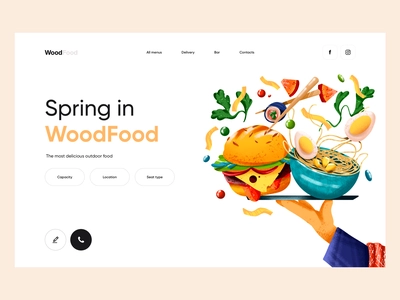 WoodFood
All menus
Delivery
Bar
Contacts
f
Spring in
WoodFood
The most delicious outdoor food
Capacity
Location
Seat type